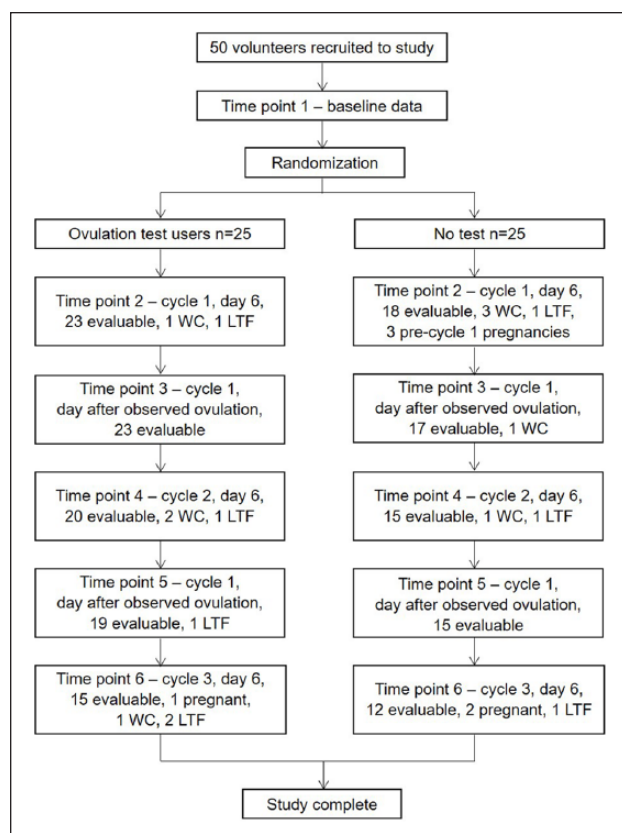 50 volunteers recruited to study
Time point 1 – baseline data
Randomization
Ovulation test users n=25
No test n=25
Time point 2 – cycle 1, day 6,
23 evaluable, 1 WC, 1 LTF
Time point 2 – cycle 1, day 6,
18 evaluable, 3 WC, 1 LTF,
3 pre-cycle 1 pregnancies
Time point 3 – cycle 1,
day after observed ovulation,
23 evaluable
Time point 3 – cycle 1,
day after observed ovulation,
17 evaluable, 1 WC
Time point 4 – cycle 2, day 6,
20 evaluable, 2 WC, 1 LTF
Time point 4 – cycle 2, day 6,
15 evaluable, 1 WC, 1 LTF
Time point 5 – cycle 1,
day after observed ovulation,
19 evaluable, 1 LTF
Time point 5 – cycle 1,
day after observed ovulation,
15 evaluable
Time point 6 – cycle 3, day 6,
15 evaluable, 1 pregnant,
1 WC, 2 LTF
Time point 6 – cycle 3, day 6,
12 evaluable, 2 pregnant, 1 LTF
Study complete